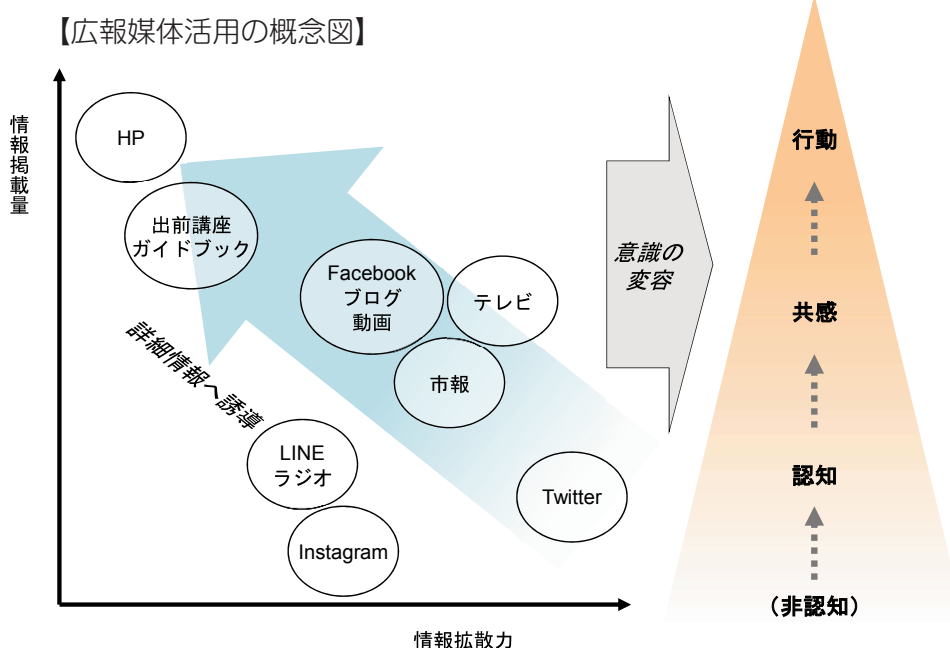 【広報媒体活用の概念図】
情報掲載量
HP
出前講座
ガイドブック
Facebook
ブログ
動画
テレビ
市報
詳細情報へ誘導
LINE
ラジオ
Instagram
Twitter
情報拡散力
意識の
変容
行動
共感
認知
（非認知）